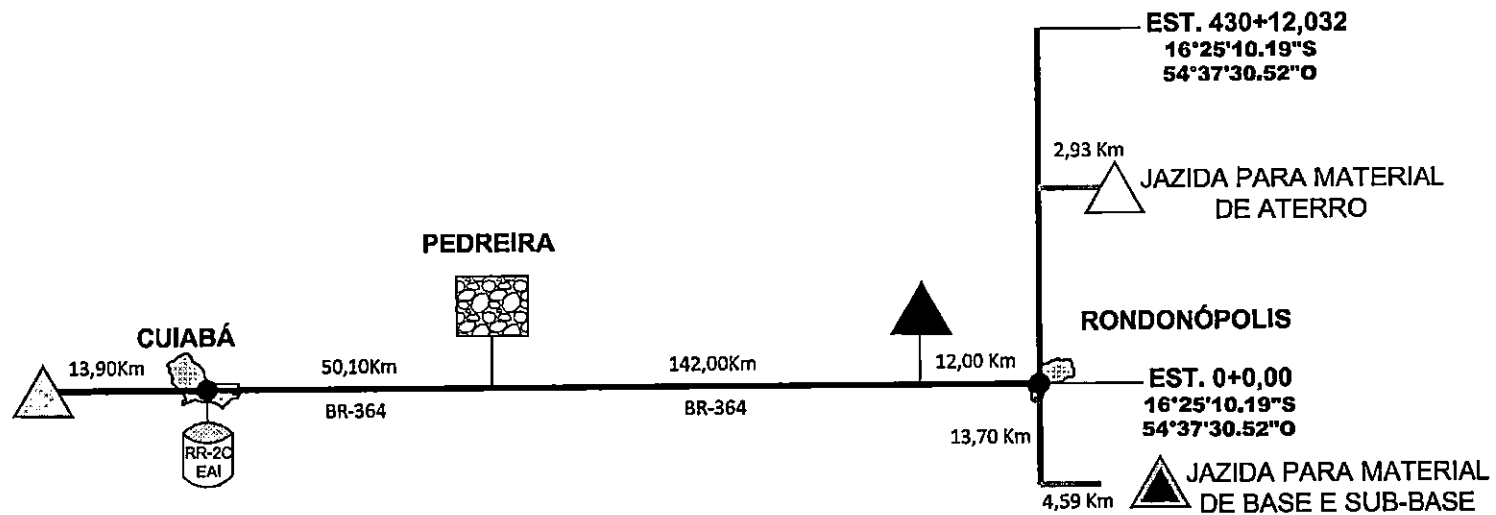 EST. 430+12,032
16°25'10.19"S
54°37'30.52"O
2,93 Km
JAZIDA PARA MATERIAL
DE ATERRO
PEDREIRA
CUIABÁ
RONDONÓPOLIS
13,90Km
50,10Km
142,00Km
12,00 Km
BR-364
BR-364
EST. 0+0,00
16°25'10.19"S
54°37'30.52"O
RR-2C
EAI
13,70 Km
4,59 Km
JAZIDA PARA MATERIAL
DE BASE E SUB-BASE